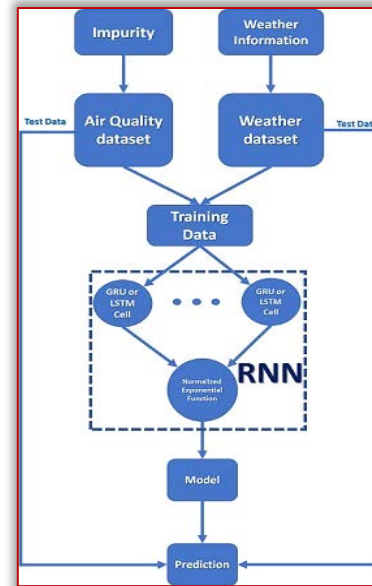 Impurity
Weather
Information
Test Data
Air Quality
dataset
Weather
dataset
Test Dat
Training
Data
GRU or
LSTM
Cell
GRU or
LSTM
Cell
Normalized
Exponential
Function
RNN
Model
Prediction